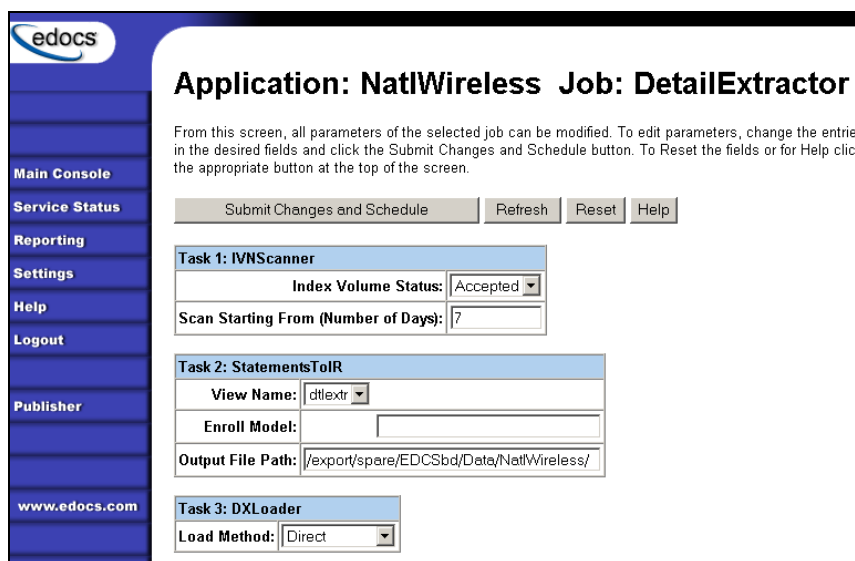 edocs
Application: NatlWireless Job: DetailExtractor
From this screen, all parameters of the selected job can be modified. To edit parameters, change the entrie
in the desired fields and click the Submit Changes and Schedule button. To Reset the fields or for Help clic
the appropriate button at the top of the screen.
Submit Changes and Schedule Refresh Reset Help
Main Console
Service Status
Reporting
Settings
Help
Logout
Publisher
www.edocs.com
Task 1: IVNScanner
Index Volume Status: Accepted
Scan Starting From (Number of Days): 7
Task 2: StatementsToIR
View Name: dtlextr
Enroll Model:
Output File Path: /export/spare/EDCSbd/Data/NatlWireless/
Task 3: DXLoader
Load Method: Direct